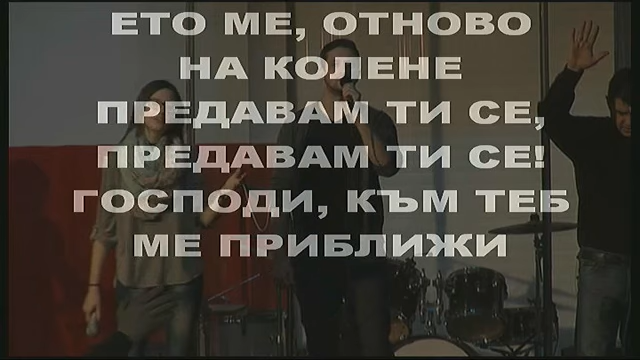 ЕТО МЕ, ОТНОВО
НА КОЛЕНЕ
ПРЕДАВАМ ТИ СЕ,
ПРЕДАВАМ ТИ СЕ!
ГОСПОДИ, КЪМ ТЕБ
МЕ ПРИБЛИЖИ